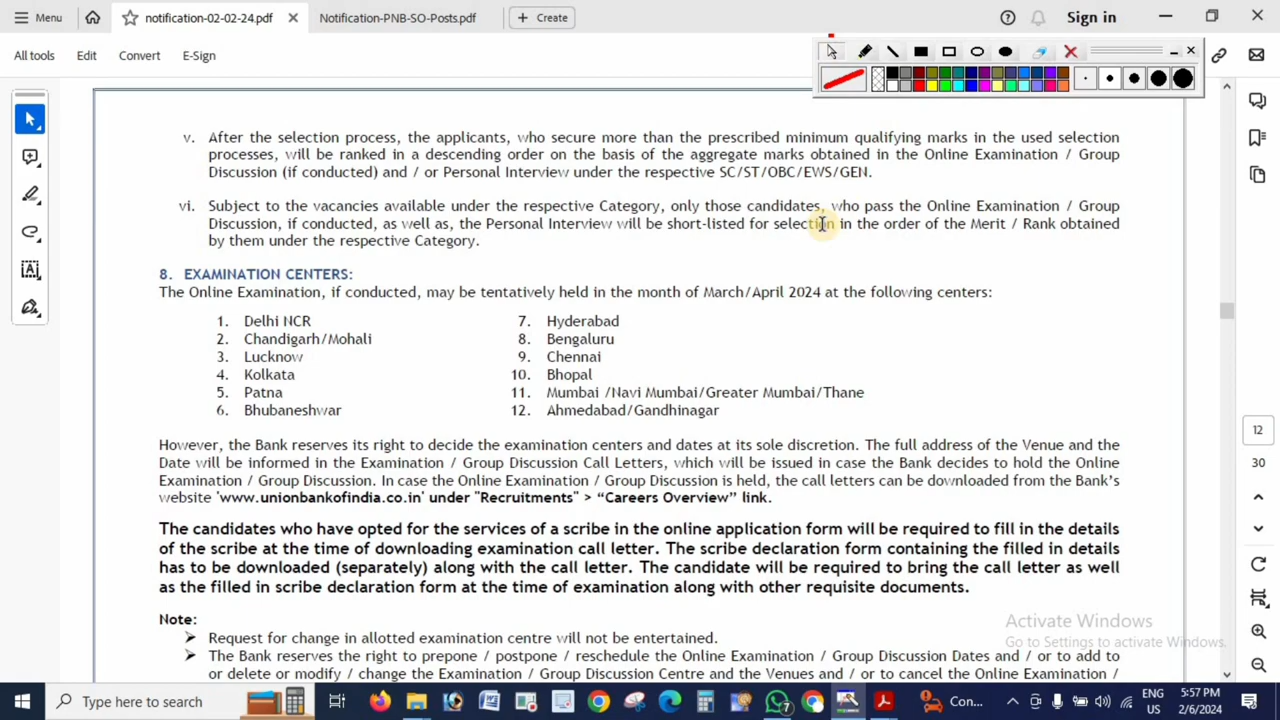 Menu
notification-02-02-24.pdf
Notification-PNB-SO-Posts.pdf
Create
Sign in
All tools
Edit
Convert
E-Sign
v. After the selection process, the applicants, who secure more than the prescribed minimum qualifying marks in the used selection
processes, will be ranked in a descending order on the basis of the aggregate marks obtained in the Online Examination / Group
Discussion (if conducted) and / or Personal Interview under the respective SC/ST/OBC/EWS/GEN.
vi. Subject to the vacancies available under the respective Category, only those candidates, who pass the Online Examination / Group
Discussion, if conducted, as well as, the Personal Interview will be short-listed for selection in the order of the Merit / Rank obtained
by them under the respective Category.
8. EXAMINATION CENTERS:
The Online Examination, if conducted, may be tentatively held in the month of March/April 2024 at the following centers:
1. Delhi NCR
2. Chandigarh/Mohali
3. Lucknow
4. Kolkata
5. Patna
6. Bhubaneshwar
7. Hyderabad
8. Bengaluru
9. Chennai
10. Bhopal
11. Mumbai /Navi Mumbai/Greater Mumbai/Thane
12. Ahmedabad/Gandhinagar
However, the Bank reserves its right to decide the examination centers and dates at its sole discretion. The full address of the Venue and the
Date will be informed in the Examination / Group Discussion Call Letters, which will be issued in case the Bank decides to hold the Online
Examination / Group Discussion. In case the Online Examination / Group Discussion is held, the call letters can be downloaded from the Bank's
website 'www.unionbankofindia.co.in' under "Recruitments" > “Careers Overview” link.
The candidates who have opted for the services of a scribe in the online application form will be required to fill in the details
of the scribe at the time of downloading examination call letter. The scribe declaration form containing the filled in details
has to be downloaded (separately) along with the call letter. The candidate will be required to bring the call letter as well
as the filled in scribe declaration form at the time of examination along with other requisite documents.
Note:
➢ Request for change in allotted examination centre will not be entertained.
➢ The Bank reserves the right to prepone / postpone / reschedule the Online Examination / Group Discussion Dates and / or to add to
or delete or modify / change the Examination / Group Discussion Centre and the Venues and / or to cancel the Online Examination /
12
30
Activate Windows
Go to Settings to activate Windows.
Type here to search
7
Con...
ENG
US
5:57 PM
2/6/2024